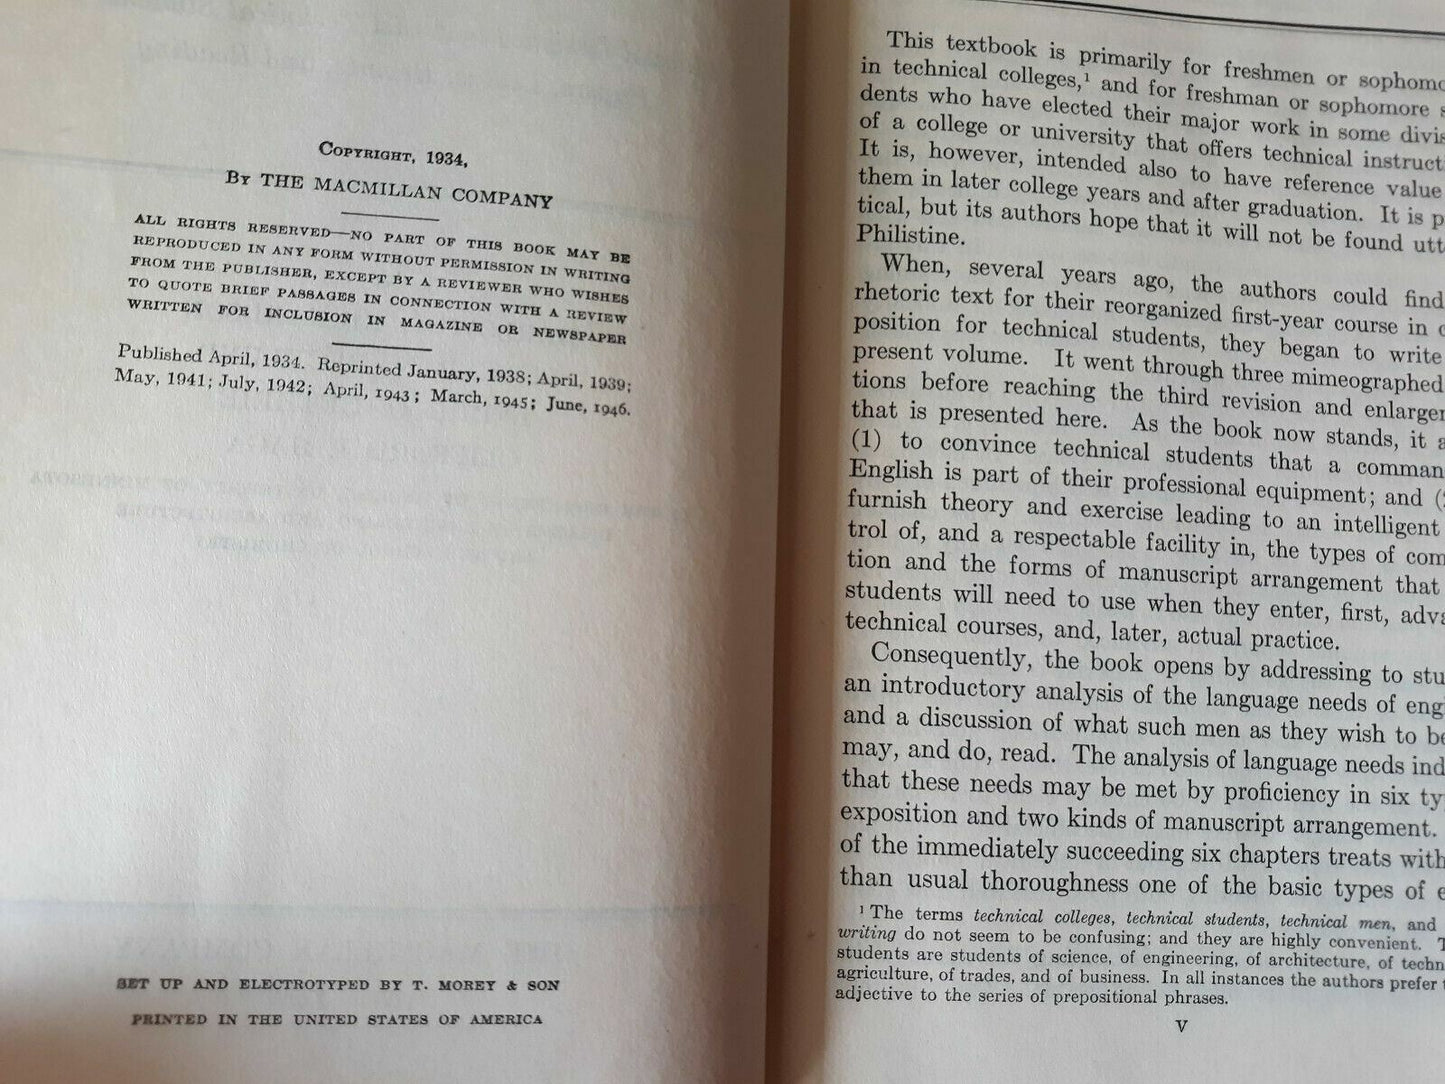 COPYRIGHT, 1934,
BY THE MACMILLAN COMPANY
ALL RIGHTS RESERVED—NO PART OF THIS BOOK MAY BE
REPRODUCED IN ANY FORM WITHOUT PERMISSION IN WRITING
FROM THE PUBLISHER, EXCEPT BY A REVIEWER WHO WISHES
TO QUOTE BRIEF PASSAGES IN CONNECTION WITH A REVIEW
WRITTEN FOR INCLUSION IN MAGAZINE OR NEWSPAPER
Published April, 1934. Reprinted January, 1938; April, 1939;
May, 1941; July, 1942; April, 1943; March, 1945; June, 1946.
SET UP AND ELECTROTYPED BY T. MOREY & SON
PRINTED IN THE UNITED STATES OF AMERICA
This textbook is primarily for freshmen or sophomo
in technical colleges,¹ and for freshman or sophomore s
dents who have elected their major work in some divis
of a college or university that offers technical instruct
It is, however, intended also to have reference value
them in later college years and after graduation. It is p
tical, but its authors hope that it will not be found utt
Philistine.
When, several years ago, the authors could find
rhetoric text for their reorganized first-year course in c
position for technical students, they began to write
present volume. It went through three mimeographed
tions before reaching the third revision and enlarge
that is presented here. As the book now stands, it a
(1) to convince technical students that a comman
English is part of their professional equipment; and (
furnish theory and exercise leading to an intelligent
trol of, and a respectable facility in, the types of com
tion and the forms of manuscript arrangement that
students will need to use when they enter, first, adva
technical courses, and, later, actual practice.
Consequently, the book opens by addressing to stu
an introductory analysis of the language needs of eng
and a discussion of what such men as they wish to be
may, and do, read. The analysis of language needs ind
that these needs may be met by proficiency in six ty
exposition and two kinds of manuscript arrangement.
of the immediately succeeding six chapters treats with
than usual thoroughness one of the basic types of e
¹ The terms technical colleges, technical students, technical men, and
writing do not seem to be confusing; and they are highly convenient. T
students are students of science, of engineering, of architecture, of techn
agriculture, of trades, and of business. In all instances the authors prefer t
adjective to the series of prepositional phrases.
V